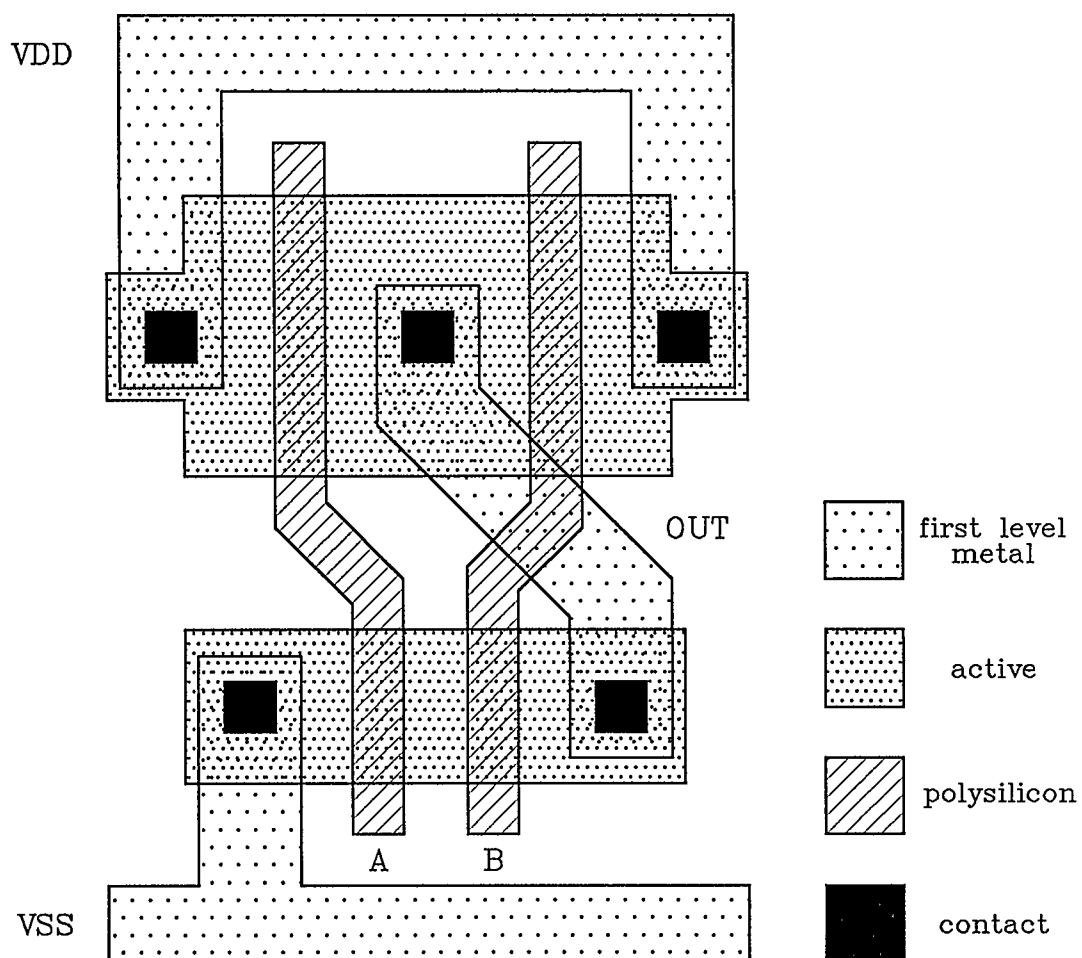 VDD
OUT
first level
metal
active
polysilicon
A
B
VSS
contact